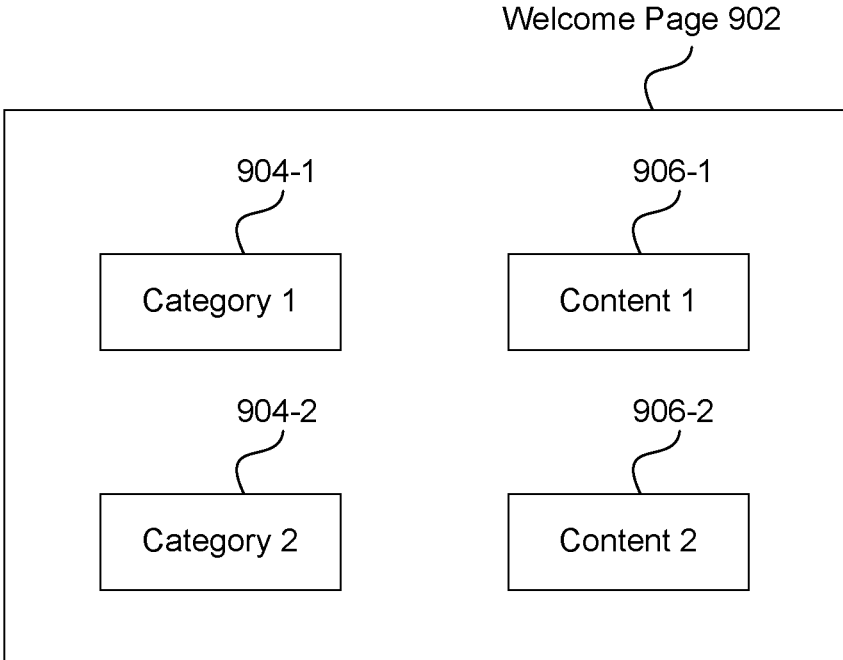 Welcome Page 902
904-1
906-1
Category 1
Content 1
904-2
906-2
Category 2
Content 2